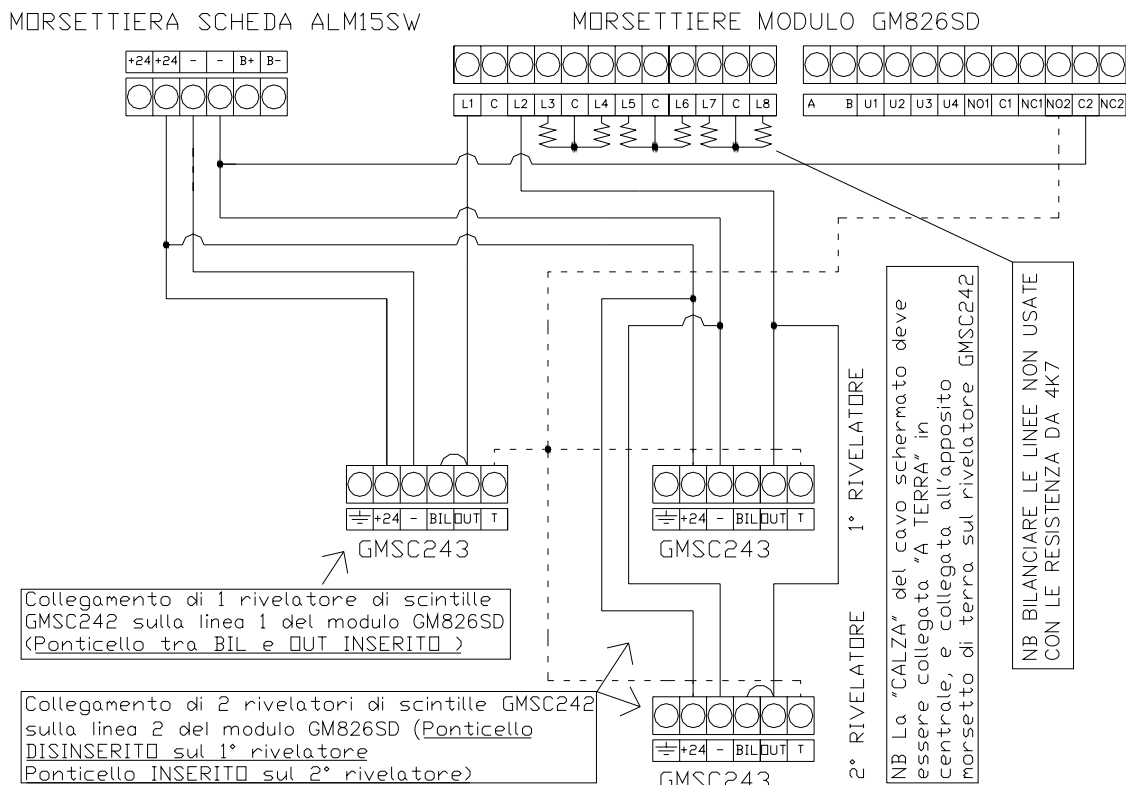 MORSETTIERA SCHEDA ALM15SW
MORSETTIERE MODULO GM826SD
+24 +24 - - B+ B-
L1 C L2 L3 C L4 L5 C L6 L7 C L8
A B U1 U2 U3 U4 NO1 C1 NC1 NO2 C2 NC2
+24 - BIL OUT T
GMSC243
+24 - BIL OUT T
GMSC243
1° RIVELATORE
Collegamento di 1 rivelatore di scintille
GMSC242 sulla linea 1 del modulo GM826SD
(Ponticello tra BIL e OUT INSERITO )
Collegamento di 2 rivelatori di scintille GMSC242
sulla linea 2 del modulo GM826SD (Ponticello
DISINSERITO sul 1° rivelatore
Ponticello INSERITO sul 2° rivelatore)
+24 - BIL OUT T
GMSC243
2° RIVELATORE
NB La "CALZA" del cavo schermato deve
essere collegata "A TERRA" in
centrale, e collegata all'apposito
morsetto di terra sul rivelatore GMSC242
NB BILANCIARE LE LINEE NON USATE
CON LE RESISTENZA DA 4K7